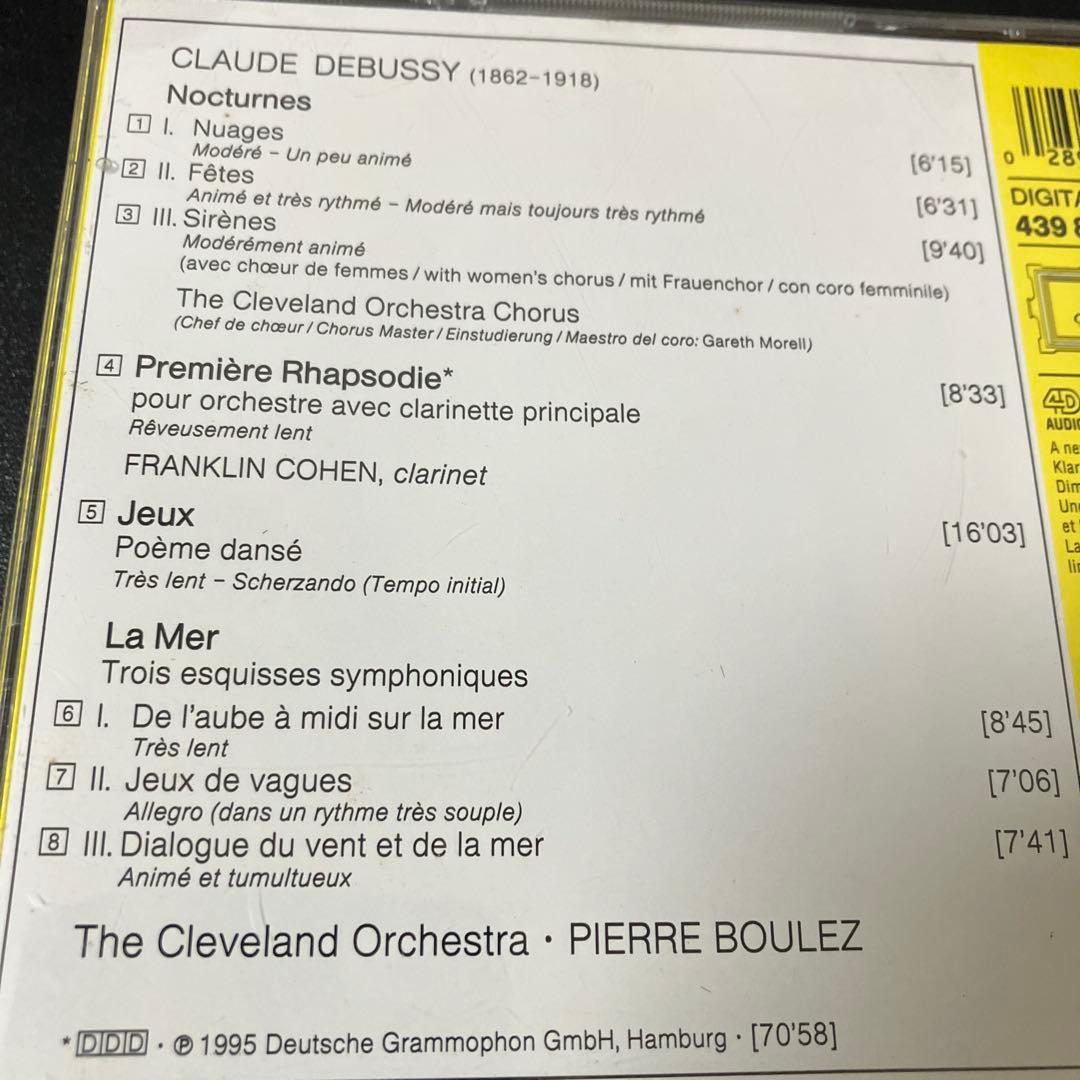 CLAUDE DEBUSSY (1862-1918)
Nocturnes
1 I. Nuages
Modéré – Un peu animé
[6'15]
2 II. Fêtes
Animé et très rythmé – Modéré mais toujours très rythmé
[6'31]
3 III. Sirènes
Modérément animé
[9'40]
(avec chœur de femmes / with women's chorus / mit Frauenchor / con coro femminile)
The Cleveland Orchestra Chorus
(Chef de chœur / Chorus Master / Einstudierung / Maestro del coro: Gareth Morell)
4 Première Rhapsodie* [8'33]
pour orchestre avec clarinette principale
Rêveusement lent
FRANKLIN COHEN, clarinet
5 Jeux [16'03]
Poème dansé
Très lent – Scherzando (Tempo initial)
La Mer
Trois esquisses symphoniques
6 I. De l'aube à midi sur la mer [8'45]
Très lent
7 II. Jeux de vagues [7'06]
Allegro (dans un rythme très souple)
8 III. Dialogue du vent et de la mer [7'41]
Animé et tumultueux
The Cleveland Orchestra · PIERRE BOULEZ
* DDD · ℗ 1995 Deutsche Grammophon GmbH, Hamburg · [70'58]
0 28
439
4D
A
et